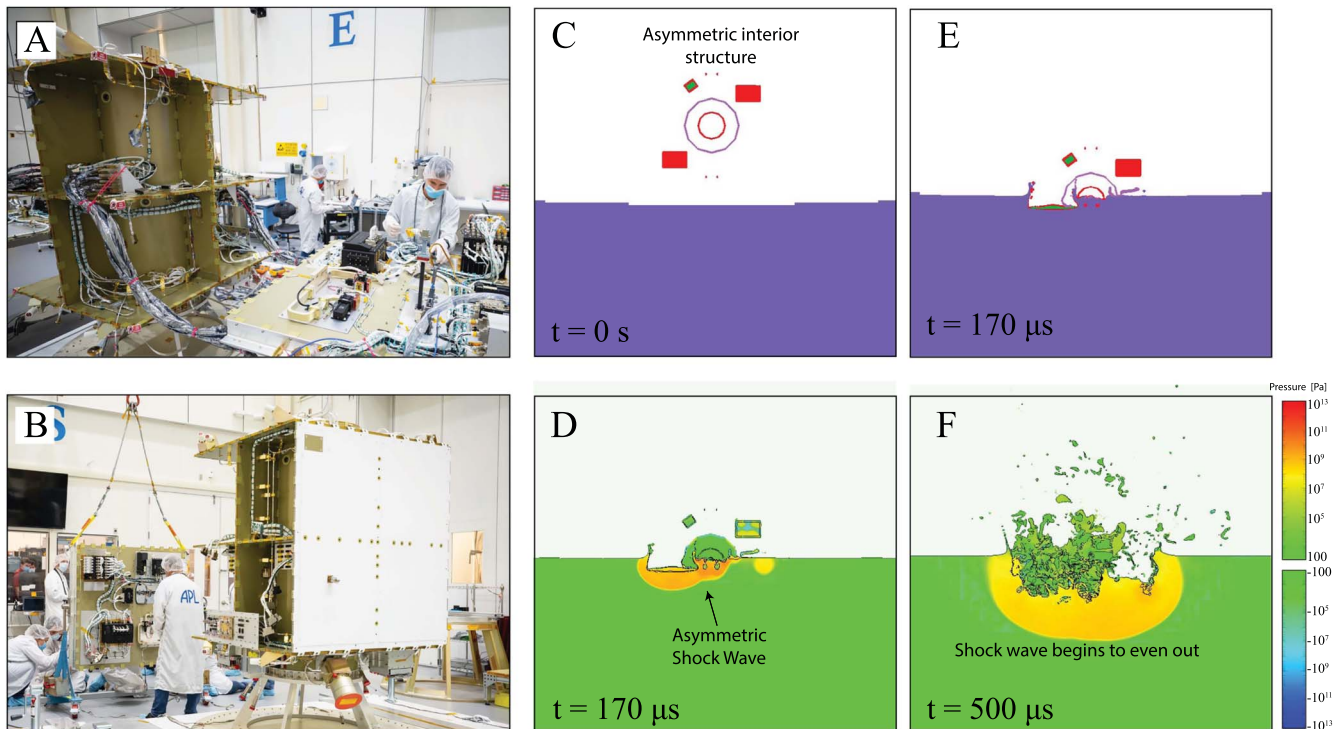 A
E
B
S
APL
C
Asymmetric interior
structure
t = 0 s
E
t = 170 μs
D
Asymmetric
Shock Wave
t = 170 μs
F
Shock wave begins to even out
t = 500 μs
Pressure [Pa]
10¹³
10¹¹
10⁹
10⁷
10⁵
100
-100
-10⁵
-10⁷
-10⁹
-10¹¹
-10¹³